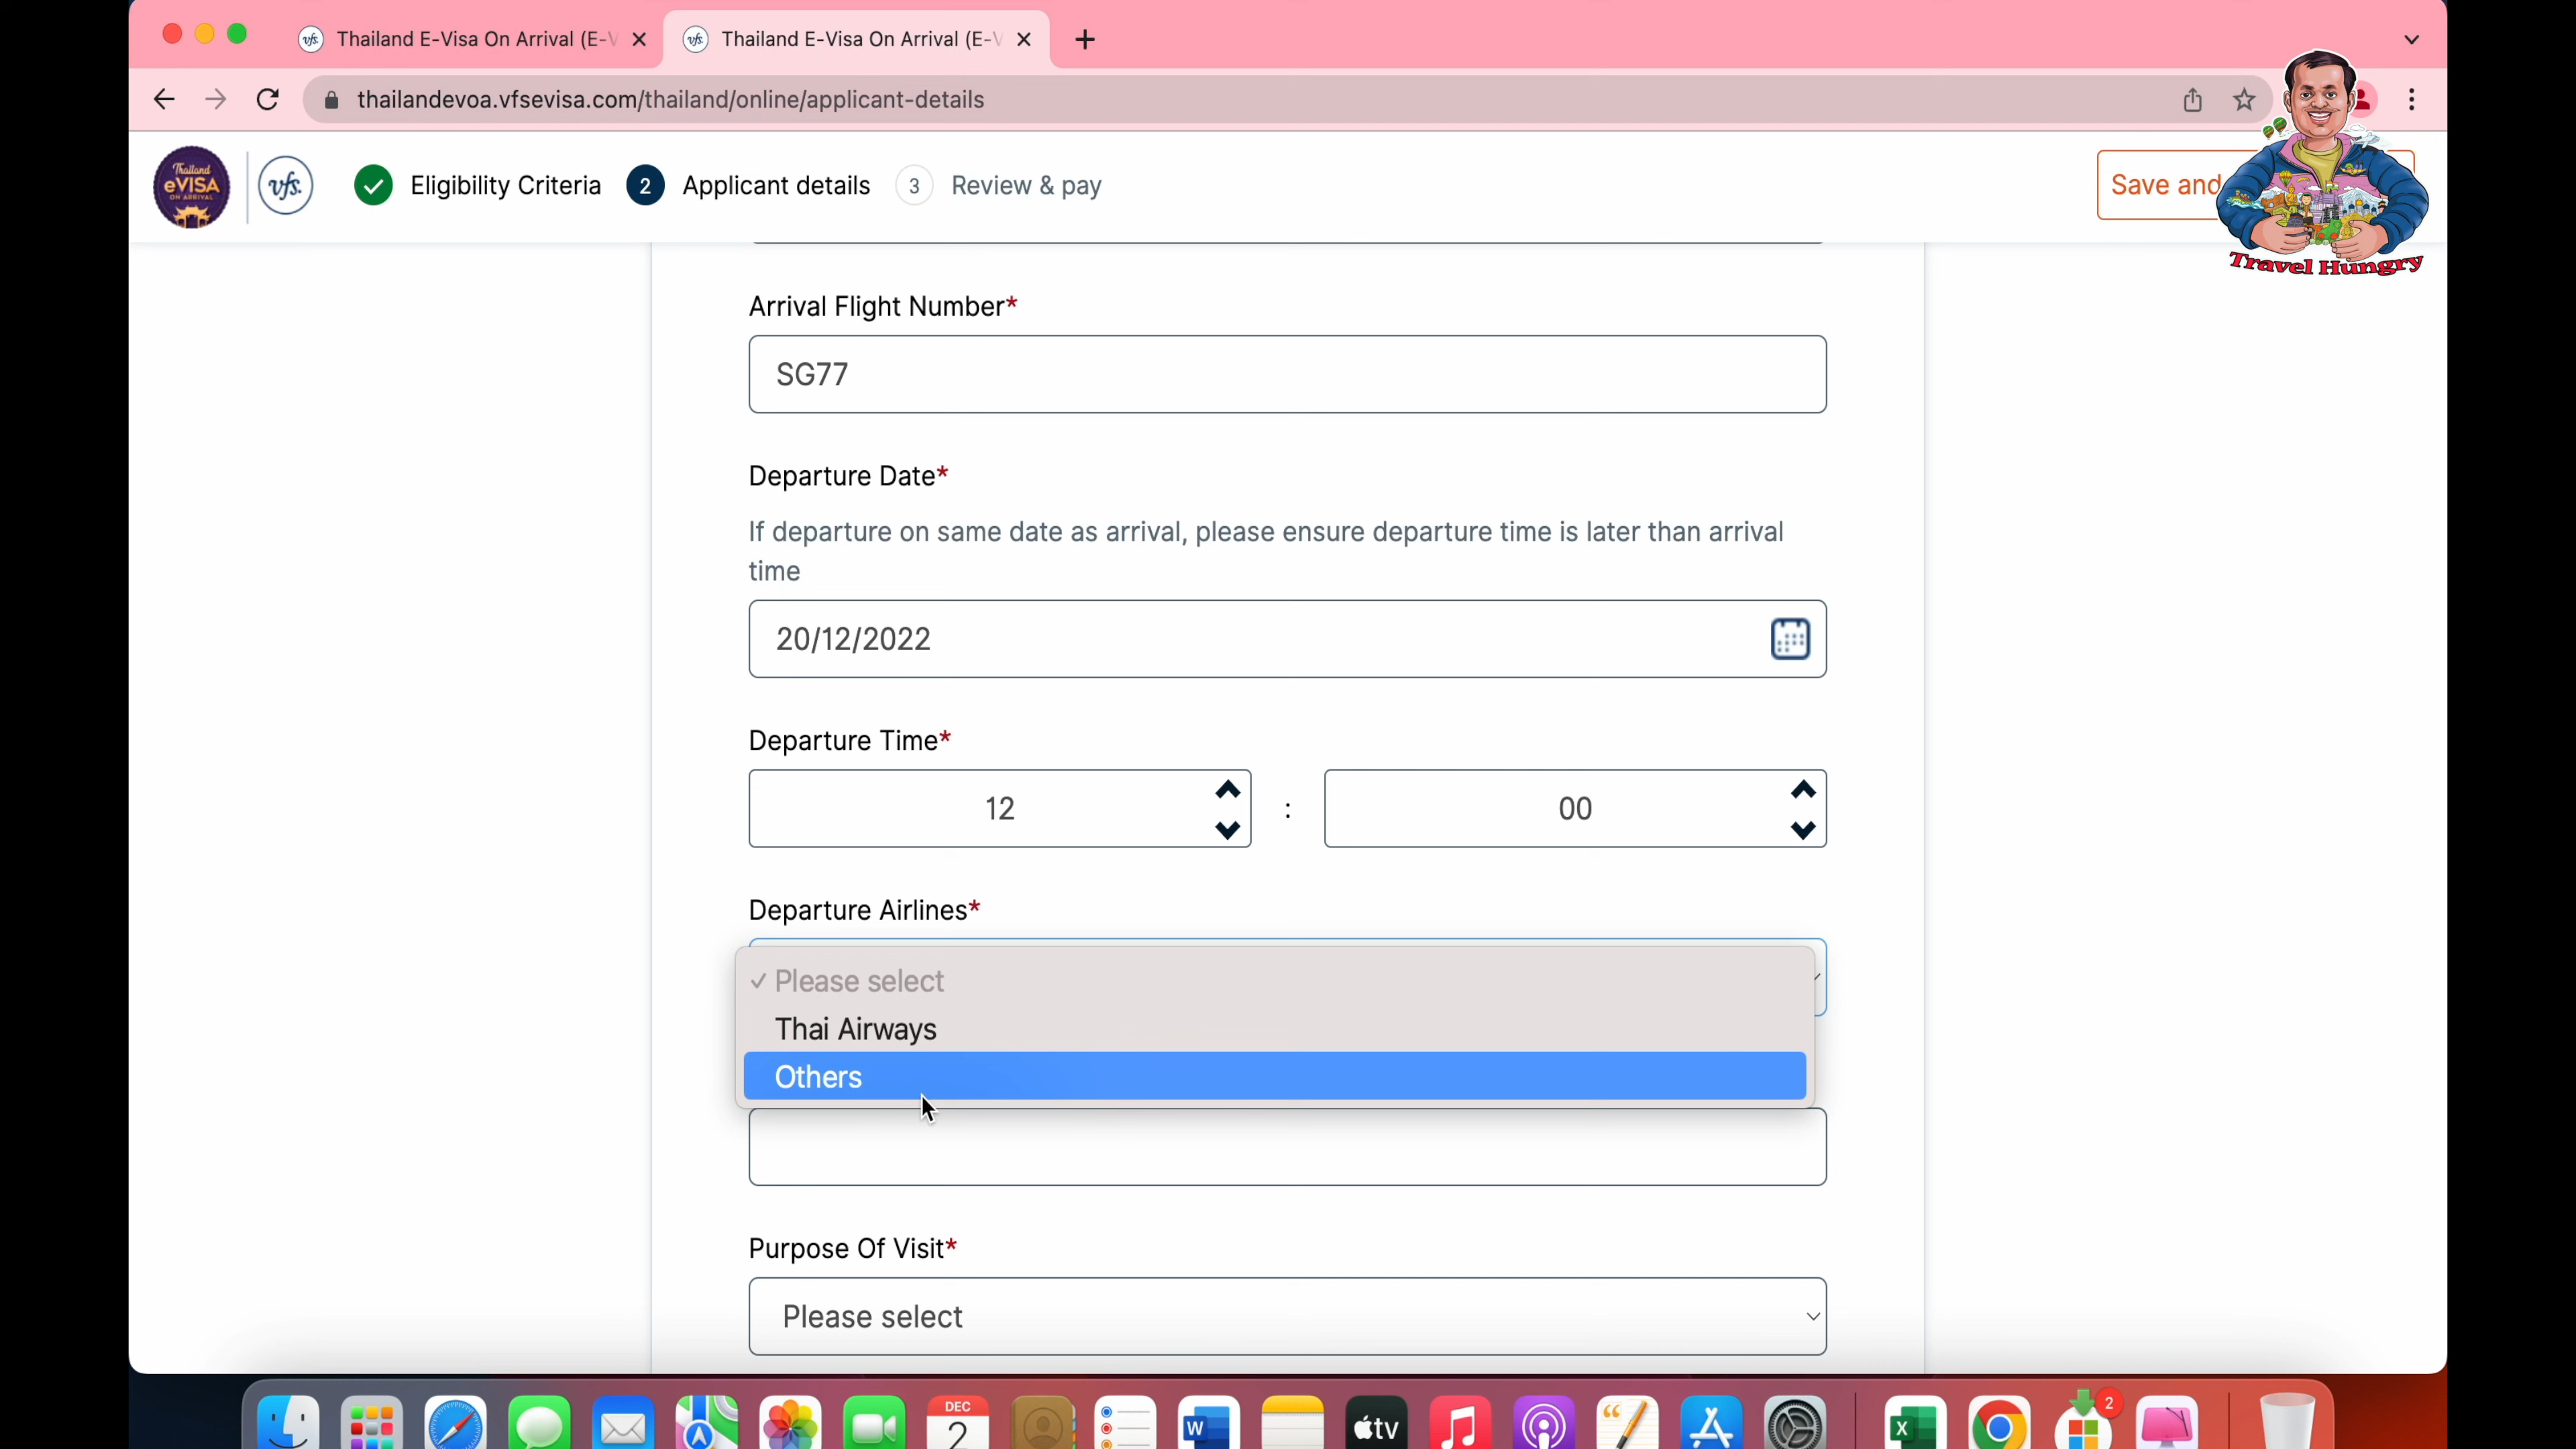 Thailand E-Visa On Arrival (E-V
Thailand E-Visa On Arrival (E-V
thailandevoa.vfsevisa.com/thailand/online/applicant-details
Thailand
eVISA
ON ARRIVAL
vfs.
Eligibility Criteria
2 Applicant details
3 Review & pay
Save and
Travel Hungry
Arrival Flight Number*
SG77
Departure Date*
If departure on same date as arrival, please ensure departure time is later than arrival
time
20/12/2022
Departure Time*
12 : 00
Departure Airlines*
Please select
Thai Airways
Others
Purpose Of Visit*
Please select
DEC
2
W
tv
X
2